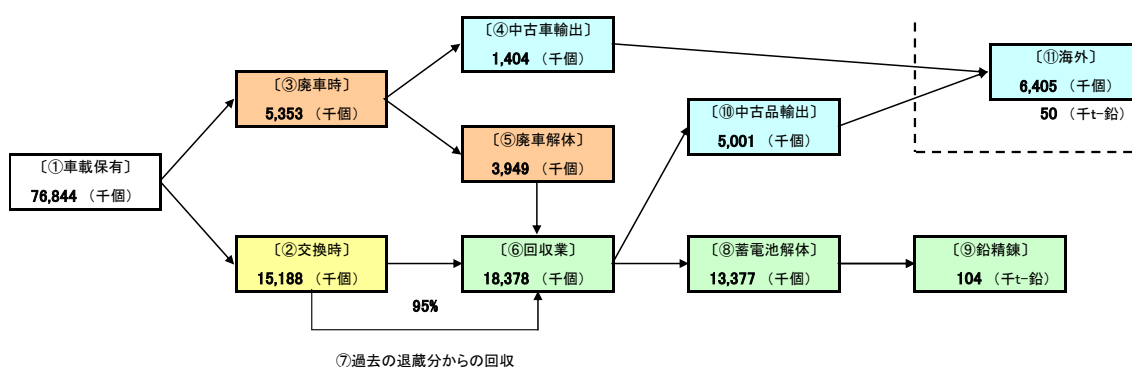 〔④中古車輸出〕
1,404 （千個）
〔⑪海外〕
6,405 （千個）
50 （千t-鉛）
〔③廃車時〕
5,353 （千個）
〔⑩中古品輸出〕
5,001 （千個）
〔⑤廃車解体〕
3,949 （千個）
〔①車載保有〕
76,844 （千個）
〔②交換時〕
15,188 （千個）
〔⑥回収業〕
18,378 （千個）
〔⑧蓄電池解体〕
13,377 （千個）
〔⑨鉛精錬〕
104 （千t-鉛）
95%
⑦過去の退蔵分からの回収